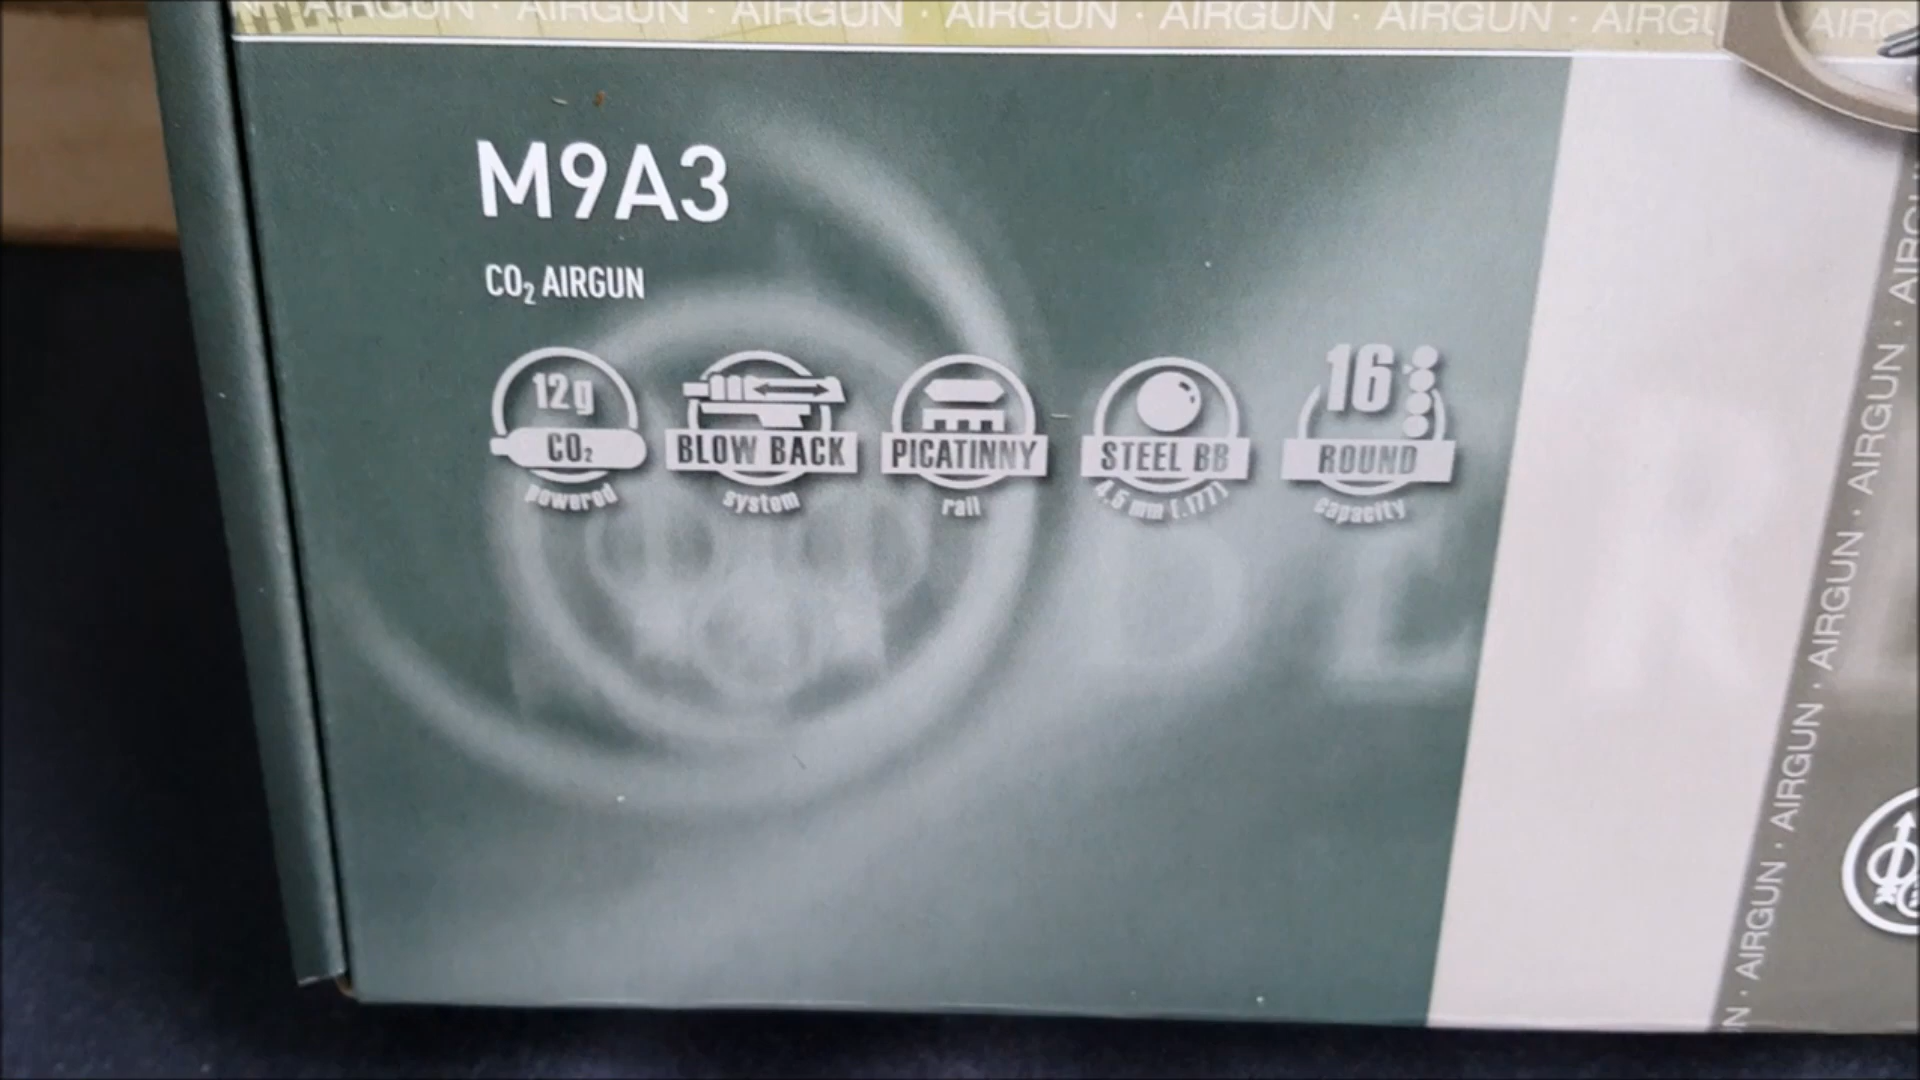 AIRGUN · AIRGUN · AIRGUN · AIRGUN · AIRGUN · AIRGUN ·
M9A3
CO₂ AIRGUN
12g
CO₂
powered
BLOW BACK
system
PICATINNY
rail
STEEL BB
4,5 mm (.177)
16
ROUND
capacity
· AIRGUN · AIRGUN · AIRGUN · AIRGUN · AIRGUN ·